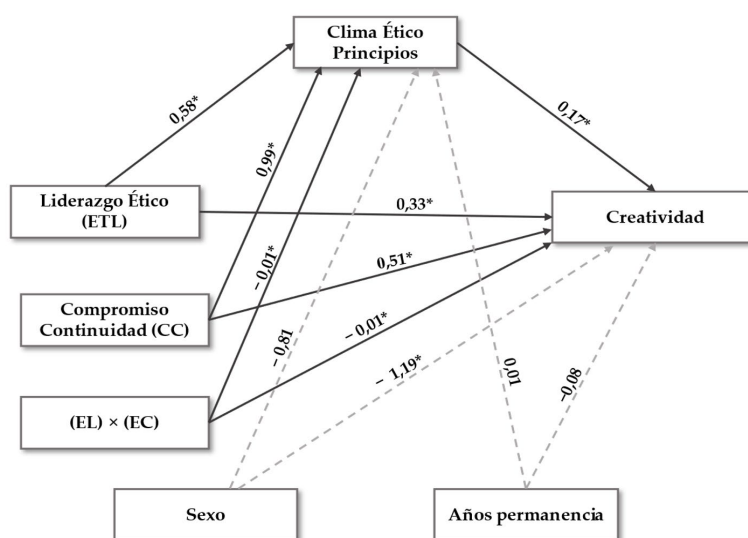 Clima Ético
Principios
0,58*
0,99*
0,17*
Liderazgo Ético
(ETL)
0,33*
Creatividad
– 0,01*
0,51*
Compromiso
Continuidad (CC)
– 0,01*
– 0,81
– 1,19*
0,01
–0,08
(EL) × (EC)
Sexo
Años permanencia